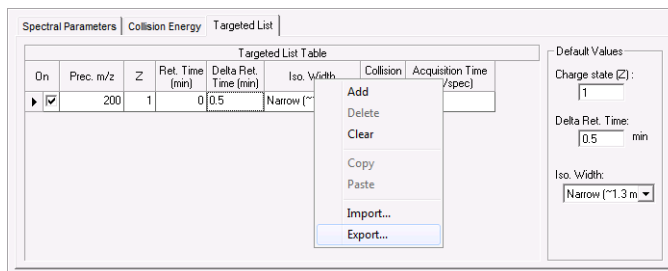 Spectral Parameters Collision Energy Targeted List
Targeted List Table
On Prec. m/z Z Ret. Time (min) Delta Ret. Time (min) Iso. Width Collision Acquisition Time /spec)
200 1 0 0.5 Narrow (~
Add
Delete
Clear
Copy
Paste
Import...
Export...
Default Values
Charge state (Z) :
1
Delta Ret. Time:
0.5 min
Iso. Width:
Narrow (~1.3 m